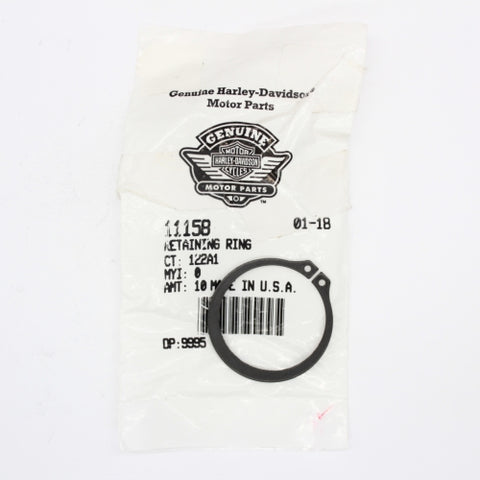 Genuine Harley-Davidson®
Motor Parts
GENUINE
MOTOR
HARLEY-DAVIDSON
CYCLES
MOTOR PARTS
™
11158 01-18
RETAINING RING
CT: 122A1
MYI: 0
AMT: 10 MADE IN U.S.A.
DP:9995